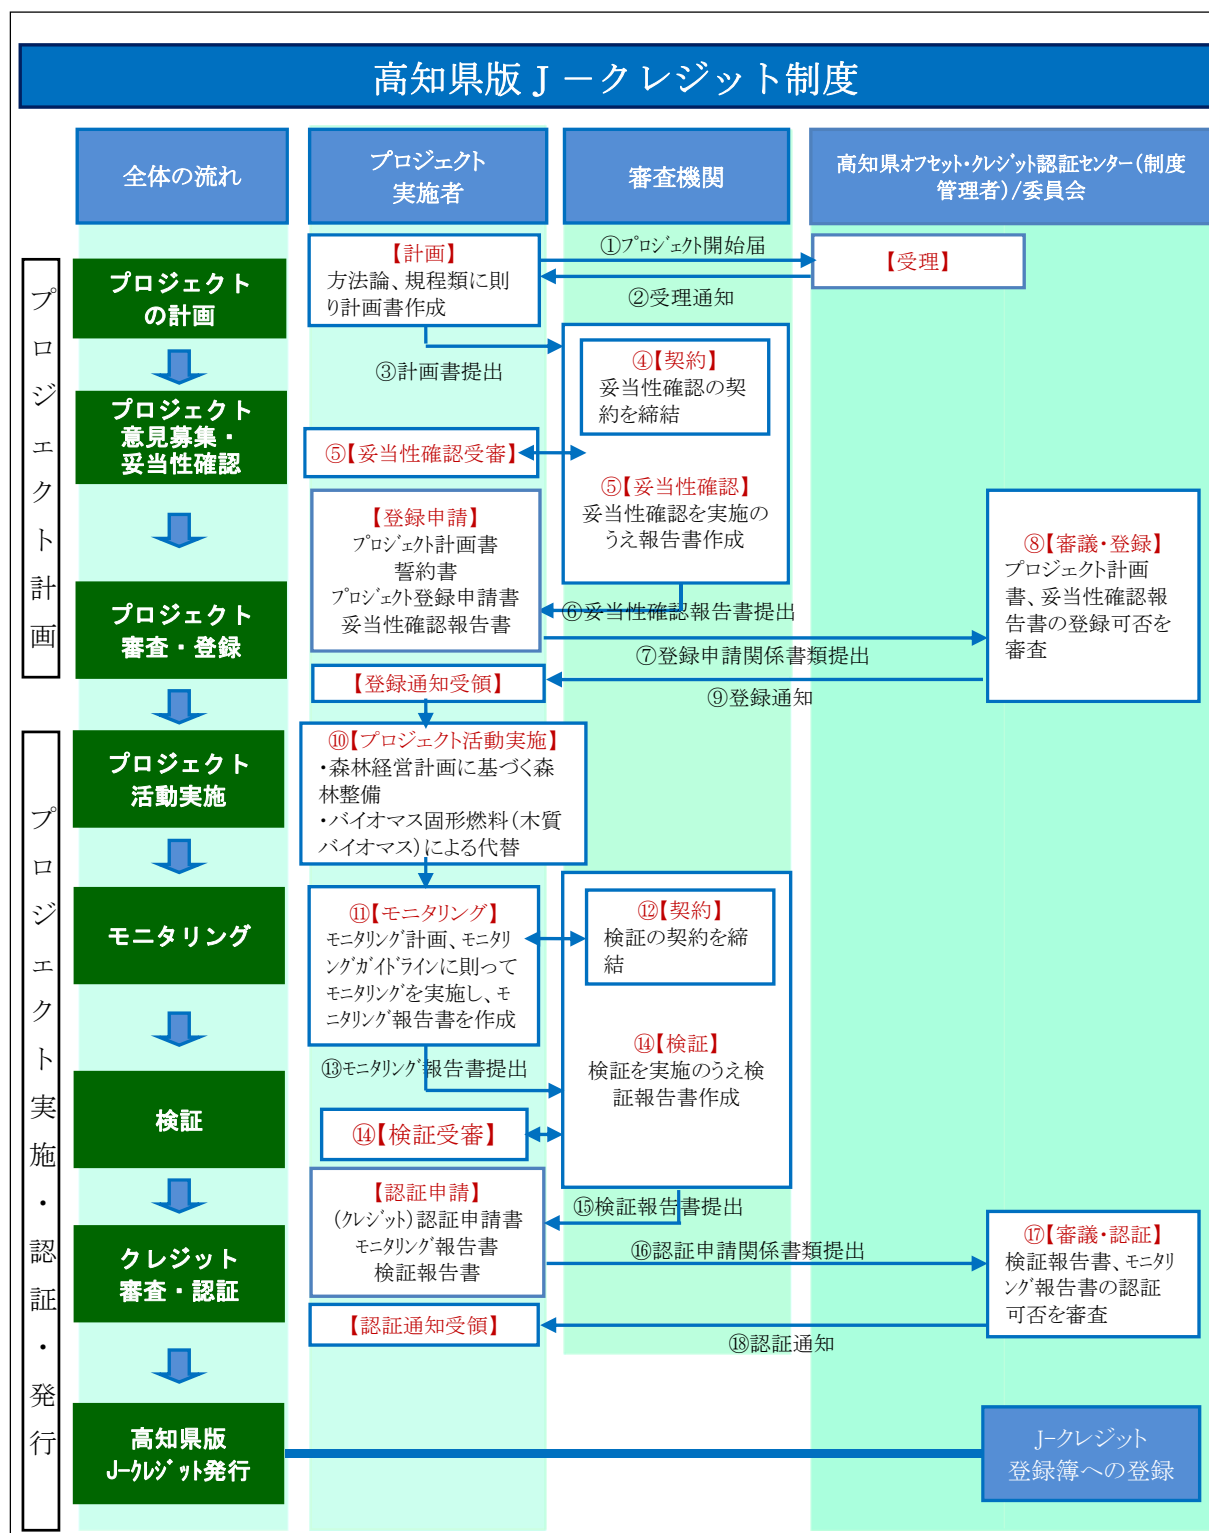 高知県版J－クレジット制度
全体の流れ
プロジェクト
実施者
審査機関
高知県オフセット・クレジット認証センター(制度
管理者)/委員会
プロジェクト計画
プロジェクト
の計画
【計画】
方法論、規程類に則
り計画書作成
①プロジェクト開始届
【受理】
②受理通知
③計画書提出
④【契約】
妥当性確認の契
約を締結
プロジェクト
意見募集・
妥当性確認
⑤【妥当性確認受審】
⑤【妥当性確認】
妥当性確認を実施の
うえ報告書作成
【登録申請】
プロジェクト計画書
誓約書
プロジェクト登録申請書
妥当性確認報告書
⑥妥当性確認報告書提出
⑧【審議・登録】
プロジェクト計画
書、妥当性確認報
告書の登録可否を
審査
プロジェクト
審査・登録
⑦登録申請関係書類提出
【登録通知受領】
⑨登録通知
プロジェクト実施・認証・発行
プロジェクト
活動実施
⑩【プロジェクト活動実施】
・森林経営計画に基づく森
林整備
・バイオマス固形燃料(木質
バイオマス)による代替
モニタリング
⑪【モニタリング】
モニタリング計画、モニタリ
ングガイドラインに則って
モニタリングを実施し、モ
ニタリング報告書を作成
⑫【契約】
検証の契約を締
結
⑬モニタリング報告書提出
⑭【検証】
検証を実施のうえ検
証報告書作成
検証
⑭【検証受審】
【認証申請】
(クレジット)認証申請書
モニタリング報告書
検証報告書
⑮検証報告書提出
⑯認証申請関係書類提出
⑰【審議・認証】
検証報告書、モニタリ
ング報告書の認証
可否を審査
クレジット
審査・認証
【認証通知受領】
⑱認証通知
高知県版
J-クレジット発行
J-クレジット
登録簿への登録